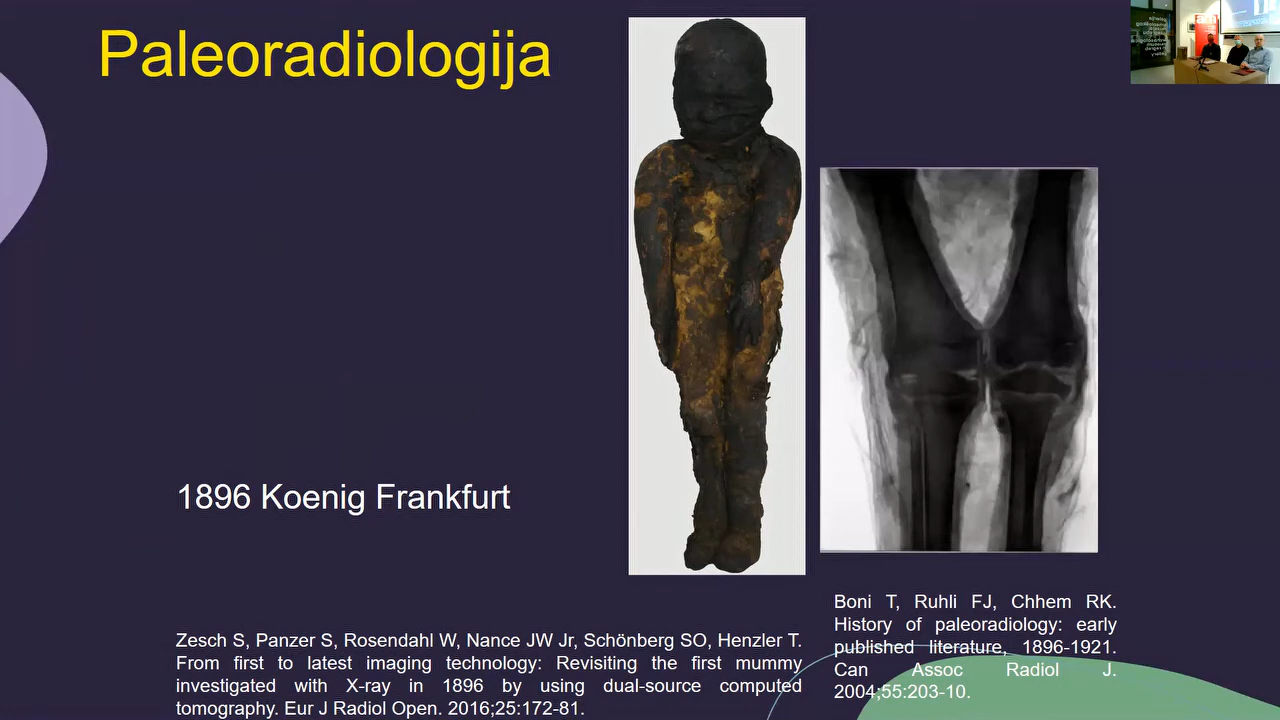 Paleoradiologija
1896 Koenig Frankfurt
Zesch S, Panzer S, Rosendahl W, Nance JW Jr, Schönberg SO, Henzler T.
From first to latest imaging technology: Revisiting the first mummy
investigated with X-ray in 1896 by using dual-source computed
tomography. Eur J Radiol Open. 2016;25:172-81.
Boni T, Ruhli FJ, Chhem RK.
History of paleoradiology: early
published literature, 1896-1921.
Can Assoc Radiol J.
2004;55:203-10.